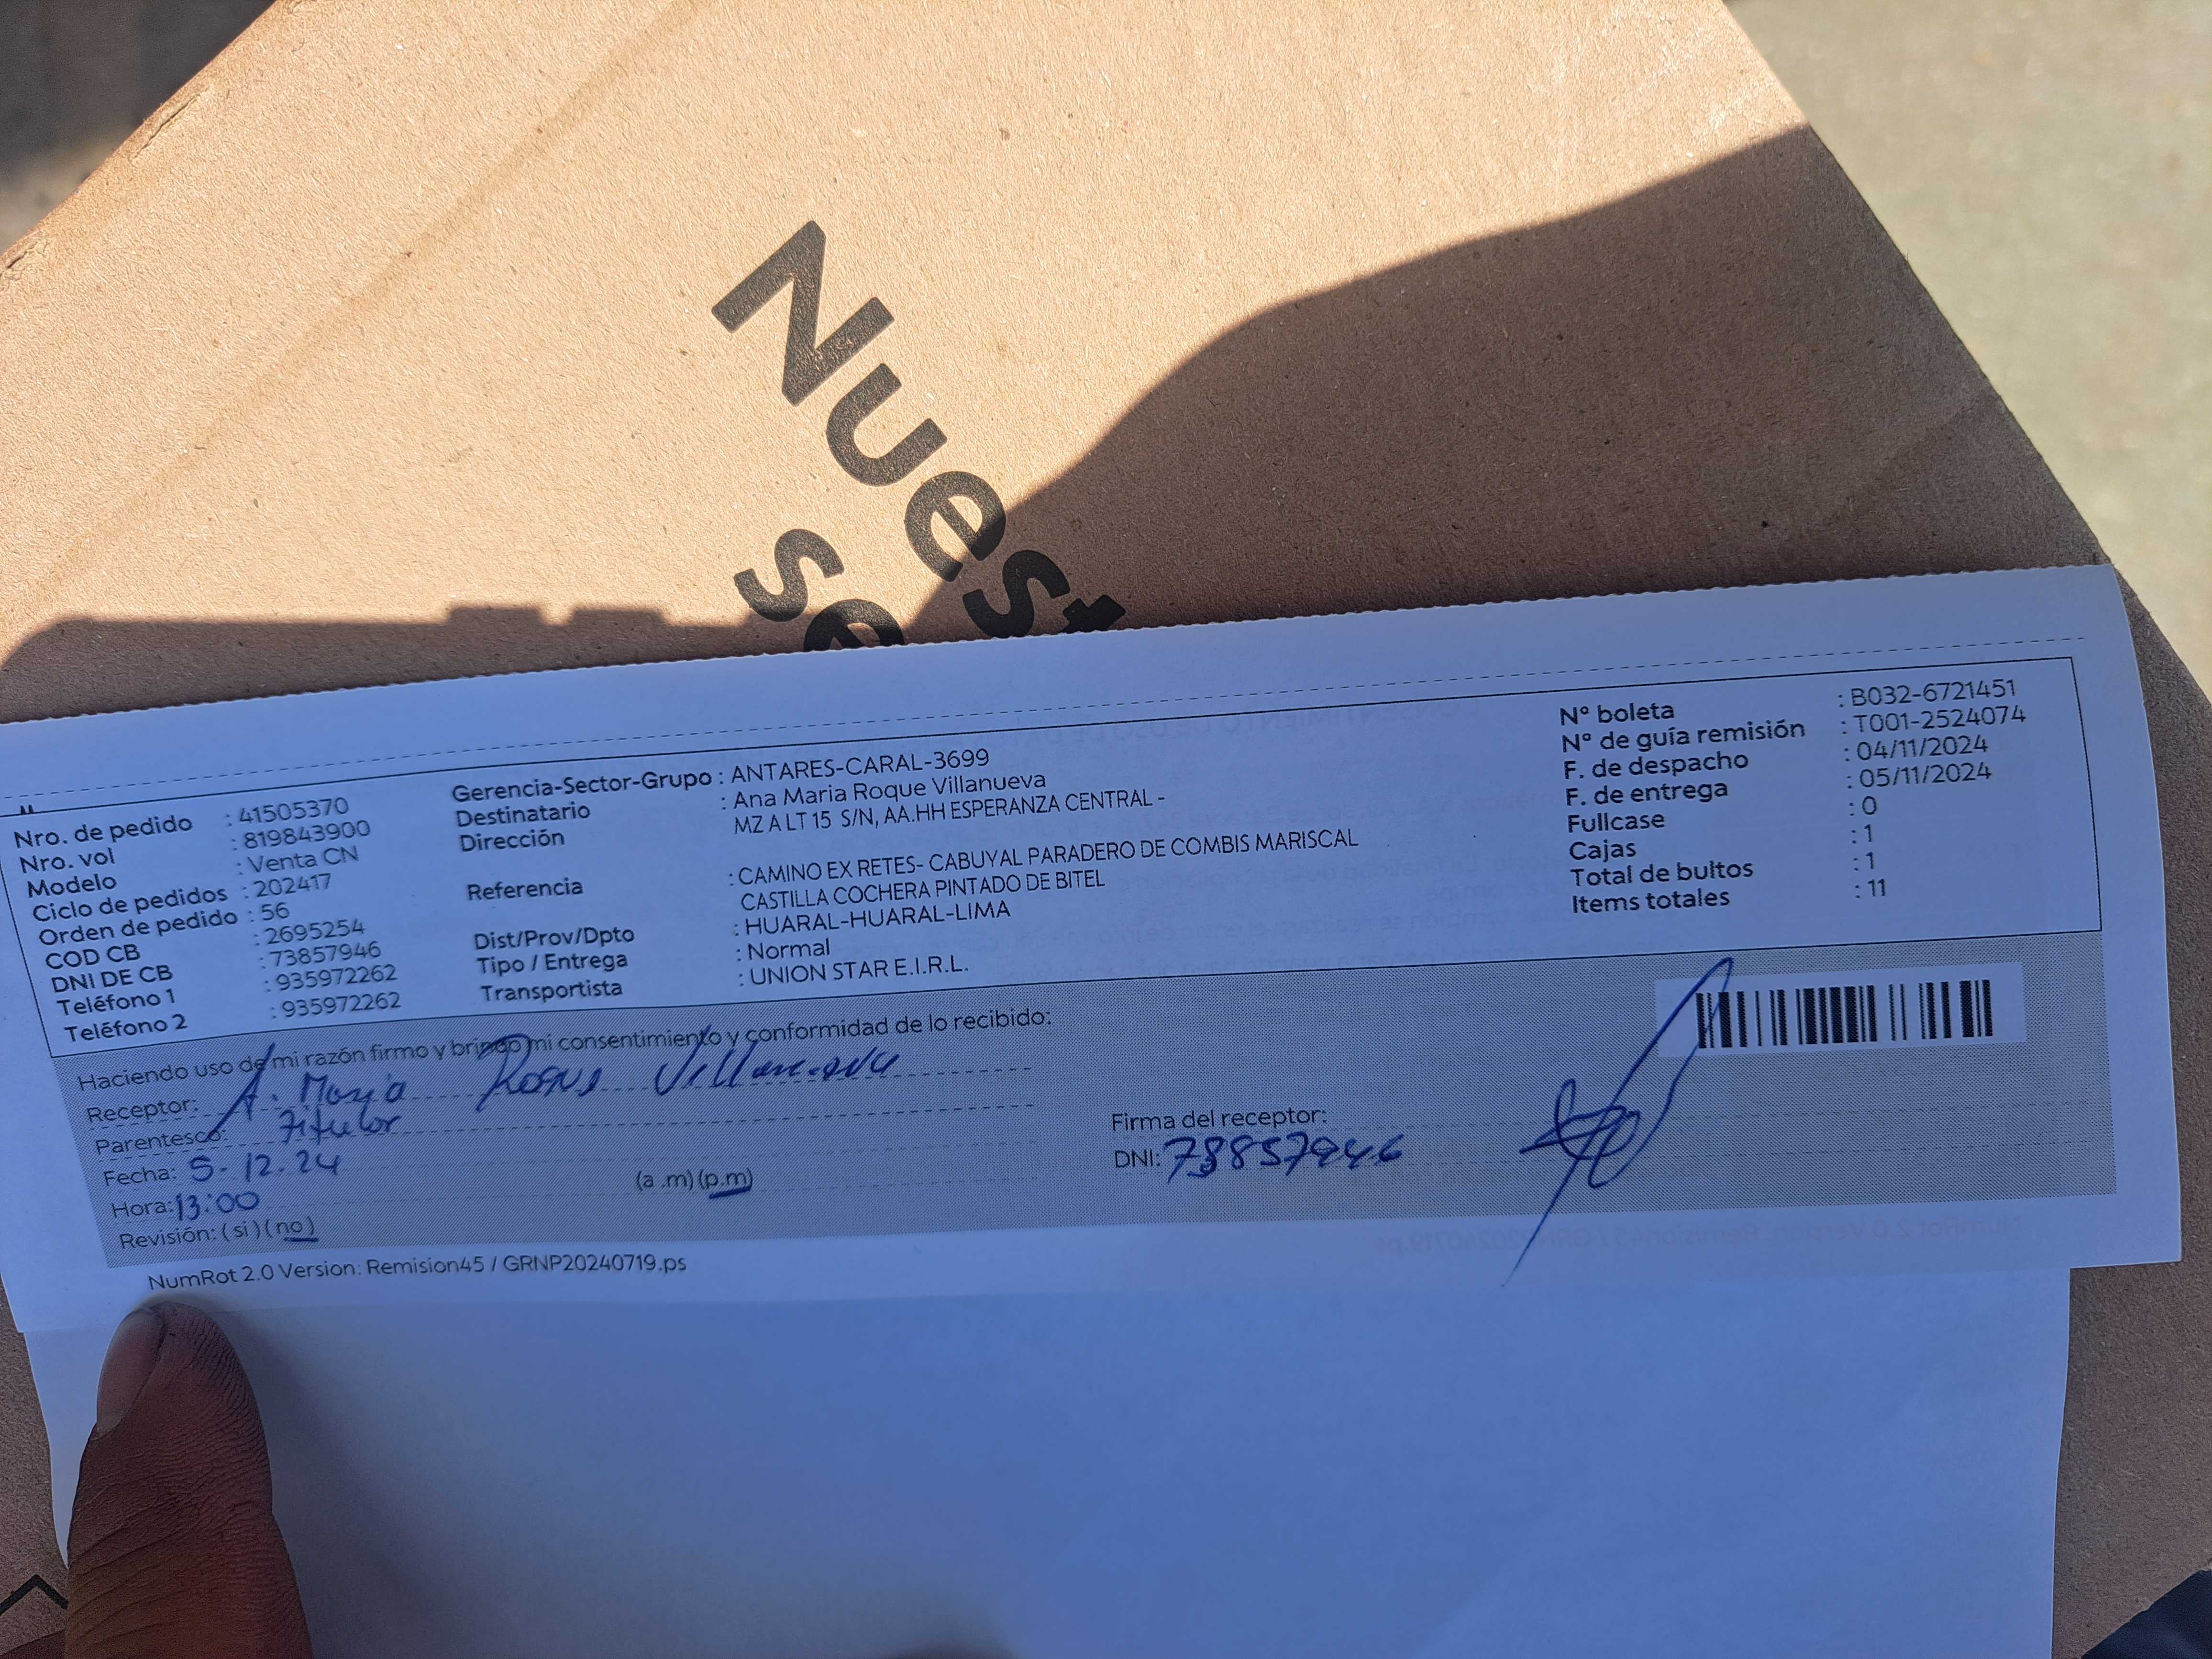 Nuest
se
Nro. de pedido : 41505370
Nro. vol : 819843900
Modelo : Venta CN
Ciclo de pedidos : 202417
Orden de pedido : 56
COD CB : 2695254
DNI DE CB : 73857946
Teléfono 1 : 935972262
Teléfono 2 : 935972262
Gerencia-Sector-Grupo : ANTARES-CARAL-3699
Destinatario : Ana Maria Roque Villanueva
Dirección MZ A LT 15 S/N, AA.HH ESPERANZA CENTRAL -
Referencia : CAMINO EX RETES- CABUYAL PARADERO DE COMBIS MARISCAL
CASTILLA COCHERA PINTADO DE BITEL
Dist/Prov/Dpto : HUARAL-HUARAL-LIMA
Tipo / Entrega : Normal
Transportista : UNION STAR E.I.R.L.
Nº boleta : B032-6721451
Nº de guía remisión : T001-2524074
F. de despacho : 04/11/2024
F. de entrega : 05/11/2024
Fullcase : 0
Cajas : 1
Total de bultos : 1
Items totales : 11
Haciendo uso de mi razón firmo y brindo mi consentimiento y conformidad de lo recibido:
Receptor: A. Maria Roque Villanueva
Parentesco: Titular
Fecha: 5-12.24
Hora: 13:00 (a .m) (p.m)
Revisión: ( si ) ( no )
Firma del receptor:
DNI: 73857946
NumRot 2.0 Version: Remision45 / GRNP20240719.ps